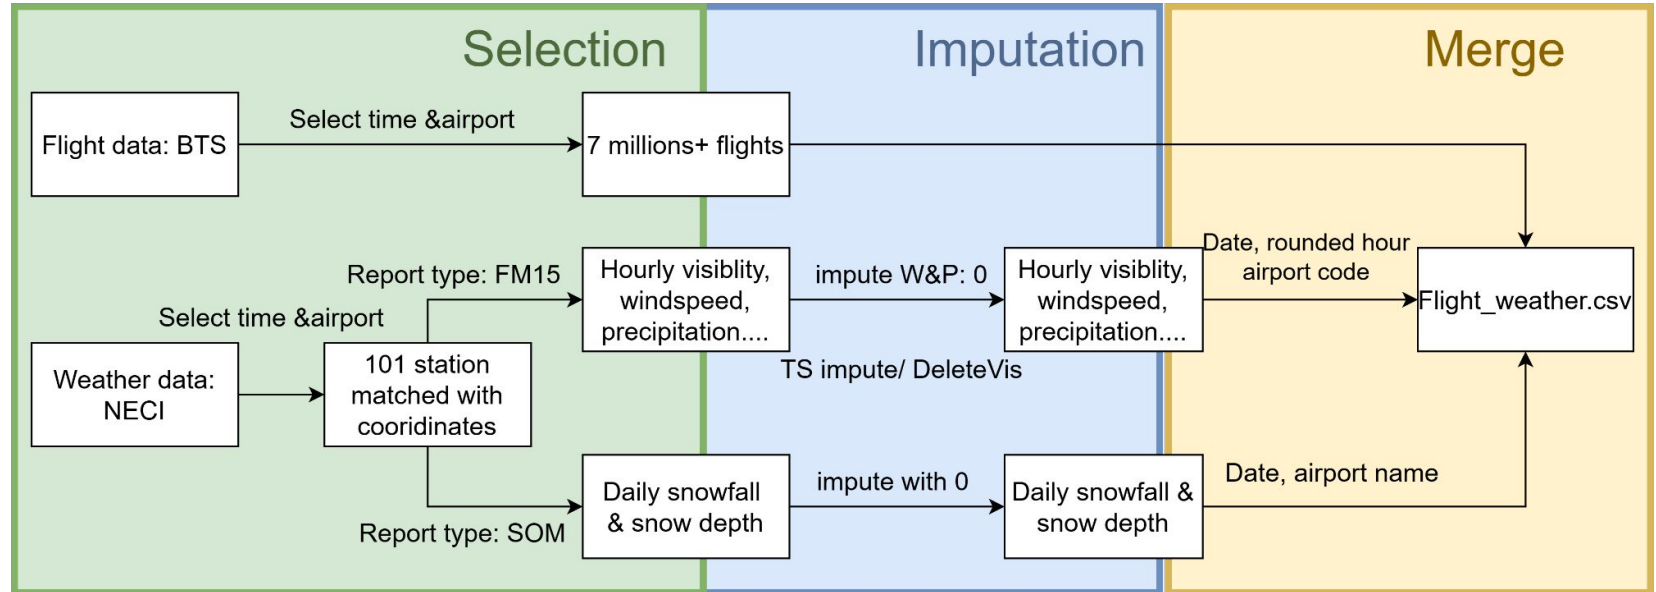 Selection
Imputation
Merge
Flight data: BTS
Select time &airport
7 millions+ flights
Weather data:
NECI
Select time &airport
101 station
matched with
cooridinates
Report type: FM15
Hourly visiblity,
windspeed,
precipitation....
impute W&P: 0
TS impute/ DeleteVis
Hourly visiblity,
windspeed,
precipitation....
Date, rounded hour
airport code
Flight_weather.csv
Report type: SOM
Daily snowfall
& snow depth
impute with 0
Daily snowfall &
snow depth
Date, airport name